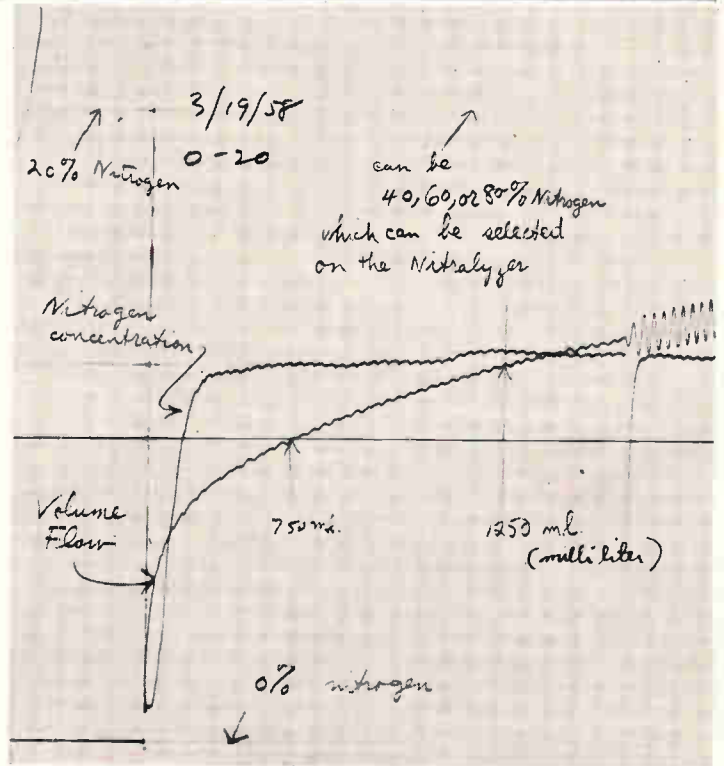 3/19/58
20% Nitrogen
0-20
can be
40, 60, or 80% Nitrogen
which can be selected
on the Nitralyzer
Nitrogen
concentration
Volume
Flow
750 ml.
1250 ml.
(milliliter)
0% nitrogen